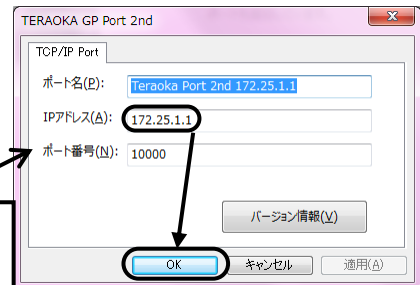 TERAOKA GP Port 2nd
TCP/IP Port
ポート名(P): Teraoka Port 2nd 172.25.1.1
IPアドレス(A): 172.25.1.1
ポート番号(N): 10000
バージョン情報(V)
OK キャンセル 適用(A)